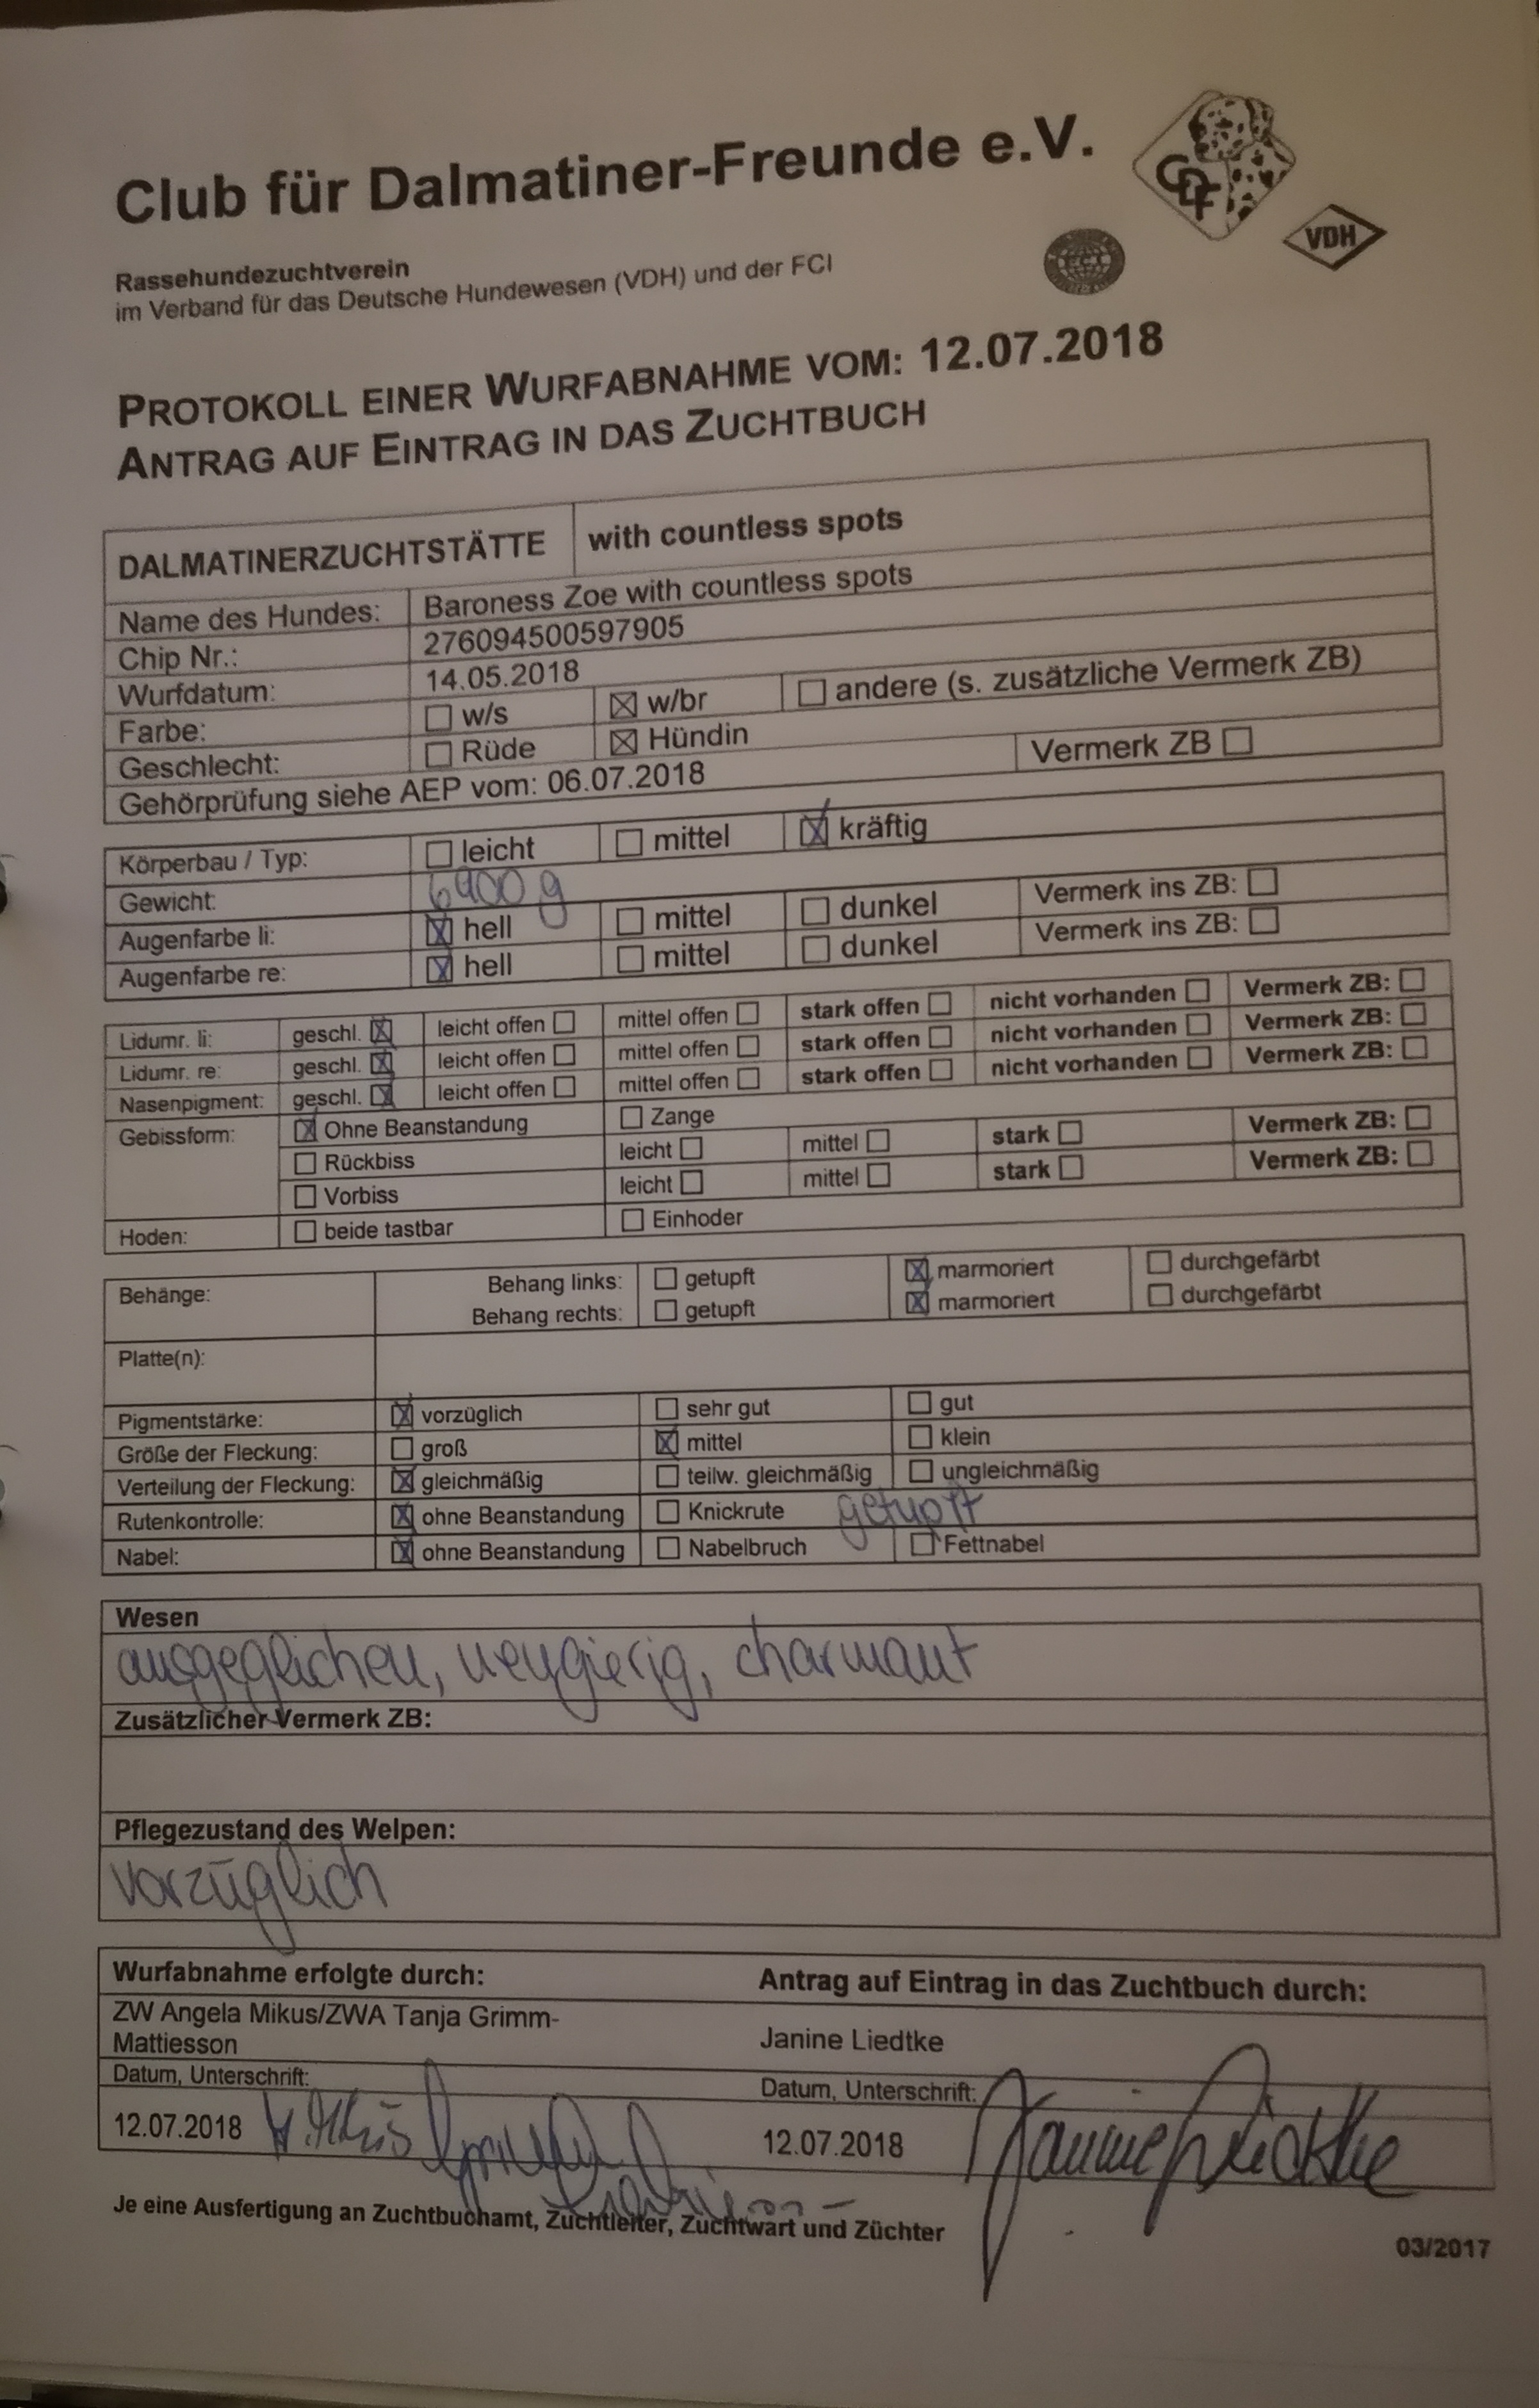 Club für Dalmatiner-Freunde e.V.
CDF
VDH
FCI
Rassehundezuchtverein
im Verband für das Deutsche Hundewesen (VDH) und der FCI
PROTOKOLL EINER WURFABNAHME VOM: 12.07.2018
ANTRAG AUF EINTRAG IN DAS ZUCHTBUCH
DALMATINERZUCHTSTÄTTE with countless spots
Name des Hundes: Baroness Zoe with countless spots
Chip Nr.: 276094500597905
Wurfdatum: 14.05.2018
Farbe: ☐ w/s ☒ w/br ☐ andere (s. zusätzliche Vermerk ZB)
Geschlecht: ☐ Rüde ☒ Hündin
Gehörprüfung siehe AEP vom: 06.07.2018 Vermerk ZB ☐
Körperbau / Typ: ☐ leicht ☐ mittel ☒ kräftig
Gewicht: 6900 g
Augenfarbe li: ☒ hell ☐ mittel ☐ dunkel Vermerk ins ZB: ☐
Augenfarbe re: ☒ hell ☐ mittel ☐ dunkel Vermerk ins ZB: ☐
Lidumr. li: geschl. ☒ leicht offen ☐ mittel offen ☐ stark offen ☐ nicht vorhanden ☐ Vermerk ZB: ☐
Lidumr. re: geschl. ☒ leicht offen ☐ mittel offen ☐ stark offen ☐ nicht vorhanden ☐ Vermerk ZB: ☐
Nasenpigment: geschl. ☒ leicht offen ☐ mittel offen ☐ stark offen ☐ nicht vorhanden ☐ Vermerk ZB: ☐
Gebissform: ☒ Ohne Beanstandung ☐ Zange
☐ Rückbiss leicht ☐ mittel ☐ stark ☐ Vermerk ZB: ☐
☐ Vorbiss leicht ☐ mittel ☐ stark ☐ Vermerk ZB: ☐
Hoden: ☐ beide tastbar ☐ Einhoder
Behänge: Behang links: ☐ getupft ☒ marmoriert ☐ durchgefärbt
Behang rechts: ☐ getupft ☒ marmoriert ☐ durchgefärbt
Platte(n):
Pigmentstärke: ☒ vorzüglich ☐ sehr gut ☐ gut
Größe der Fleckung: ☐ groß ☒ mittel ☐ klein
Verteilung der Fleckung: ☒ gleichmäßig ☐ teilw. gleichmäßig ☐ ungleichmäßig
Rutenkontrolle: ☒ ohne Beanstandung ☐ Knickrute getupft
Nabel: ☒ ohne Beanstandung ☐ Nabelbruch ☐ Fettnabel
Wesen
ausgeglichen, neugierig, charmant
Zusätzlicher Vermerk ZB:
Pflegezustand des Welpen:
vorzüglich
Wurfabnahme erfolgte durch: Antrag auf Eintrag in das Zuchtbuch durch:
ZW Angela Mikus/ZWA Tanja Grimm-
Mattiesson Janine Liedtke
Datum, Unterschrift: Datum, Unterschrift:
12.07.2018 12.07.2018 Janine Liedtke
Je eine Ausfertigung an Zuchtbuchamt, Zuchtleiter, Zuchtwart und Züchter
03/2017